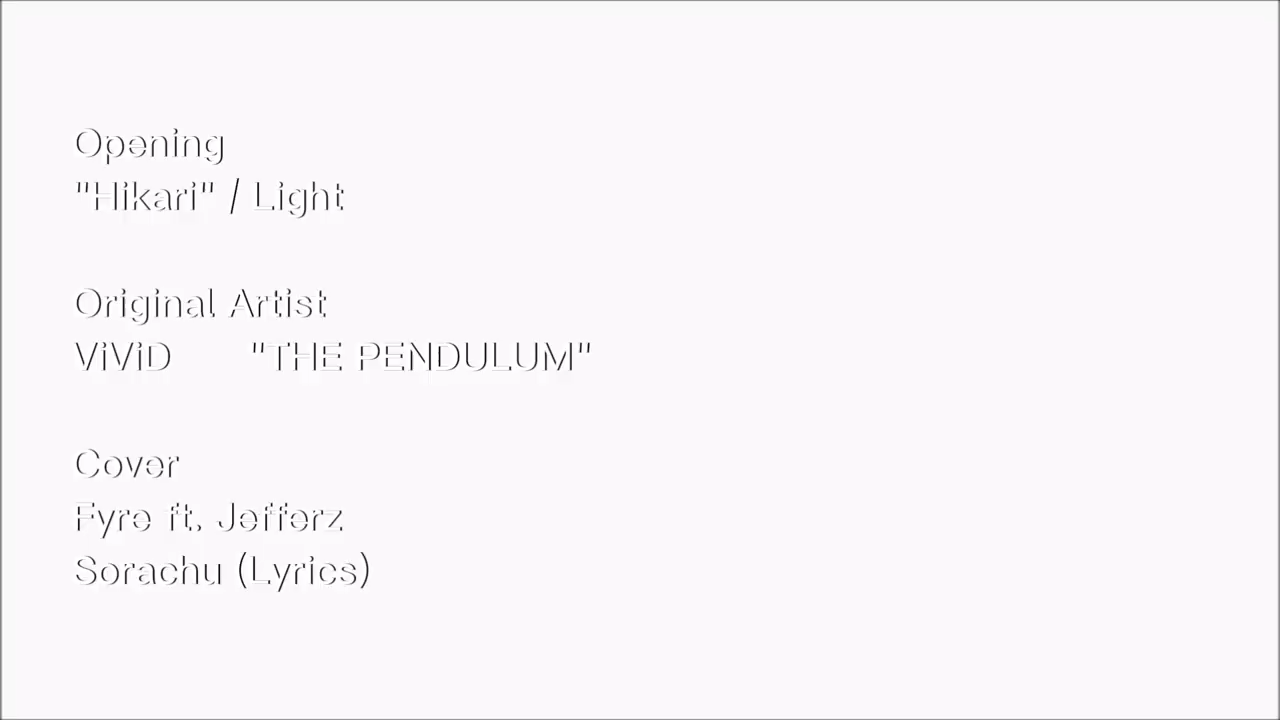 Opening
"Hikari" / Light
Original Artist
ViViD "THE PENDULUM"
Cover
Fyre ft. Jefferz
Sorachu (Lyrics)